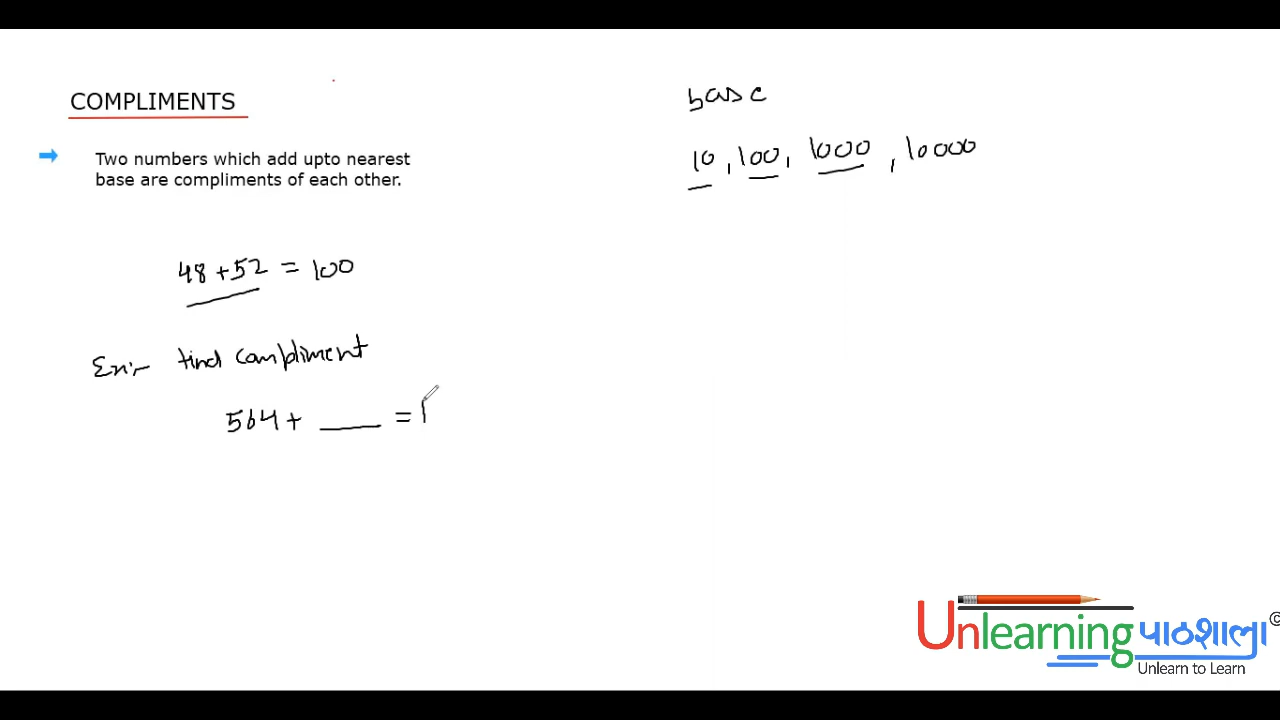 COMPLIMENTS
Two numbers which add upto nearest
base are compliments of each other.
48 + 52 = 100
Ex:- find compliment
564 + ____ = 1
base
10, 100, 1000, 10000
Unlearning પાઠશાલા ©
Unlearn to Learn